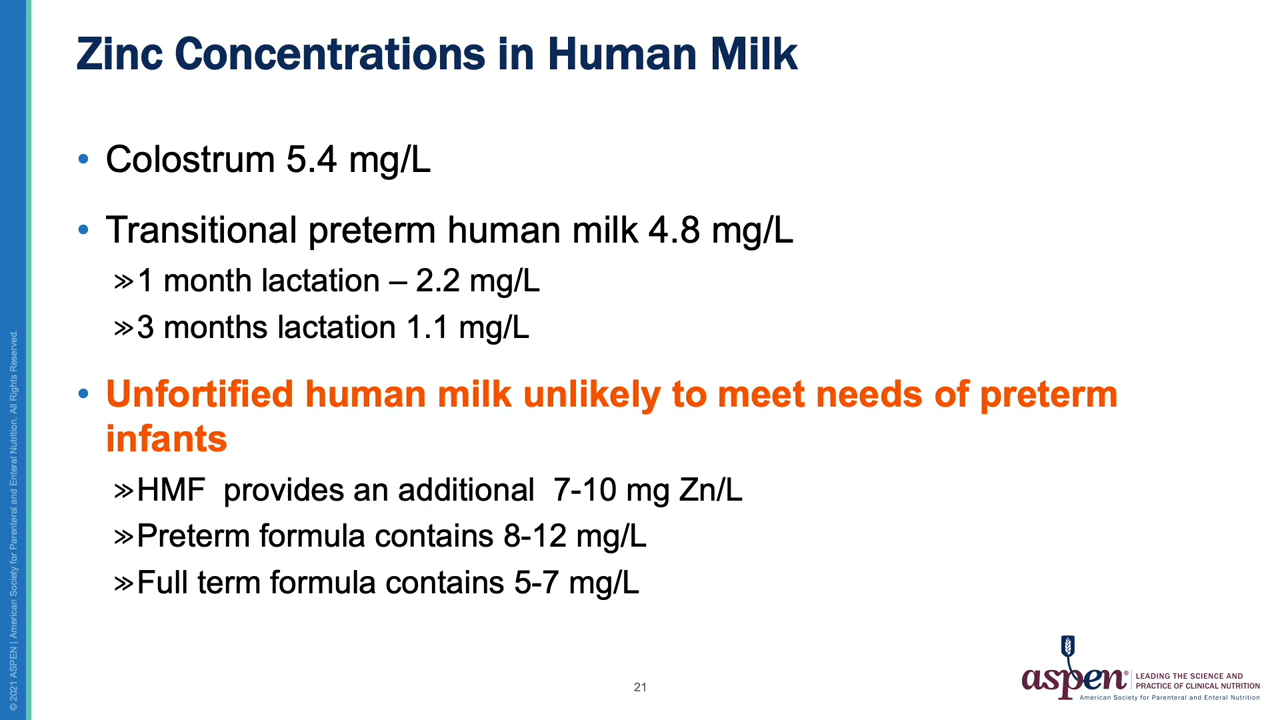 Zinc Concentrations in Human Milk
• Colostrum 5.4 mg/L
• Transitional preterm human milk 4.8 mg/L
»1 month lactation – 2.2 mg/L
»3 months lactation 1.1 mg/L
• Unfortified human milk unlikely to meet needs of preterm
infants
»HMF  provides an additional  7-10 mg Zn/L
»Preterm formula contains 8-12 mg/L
»Full term formula contains 5-7 mg/L
© 2021 ASPEN | American Society for Parenteral and Enteral Nutrition. All Rights Reserved.
21
aspen®
LEADING THE SCIENCE AND
PRACTICE OF CLINICAL NUTRITION
American Society for Parenteral and Enteral Nutrition